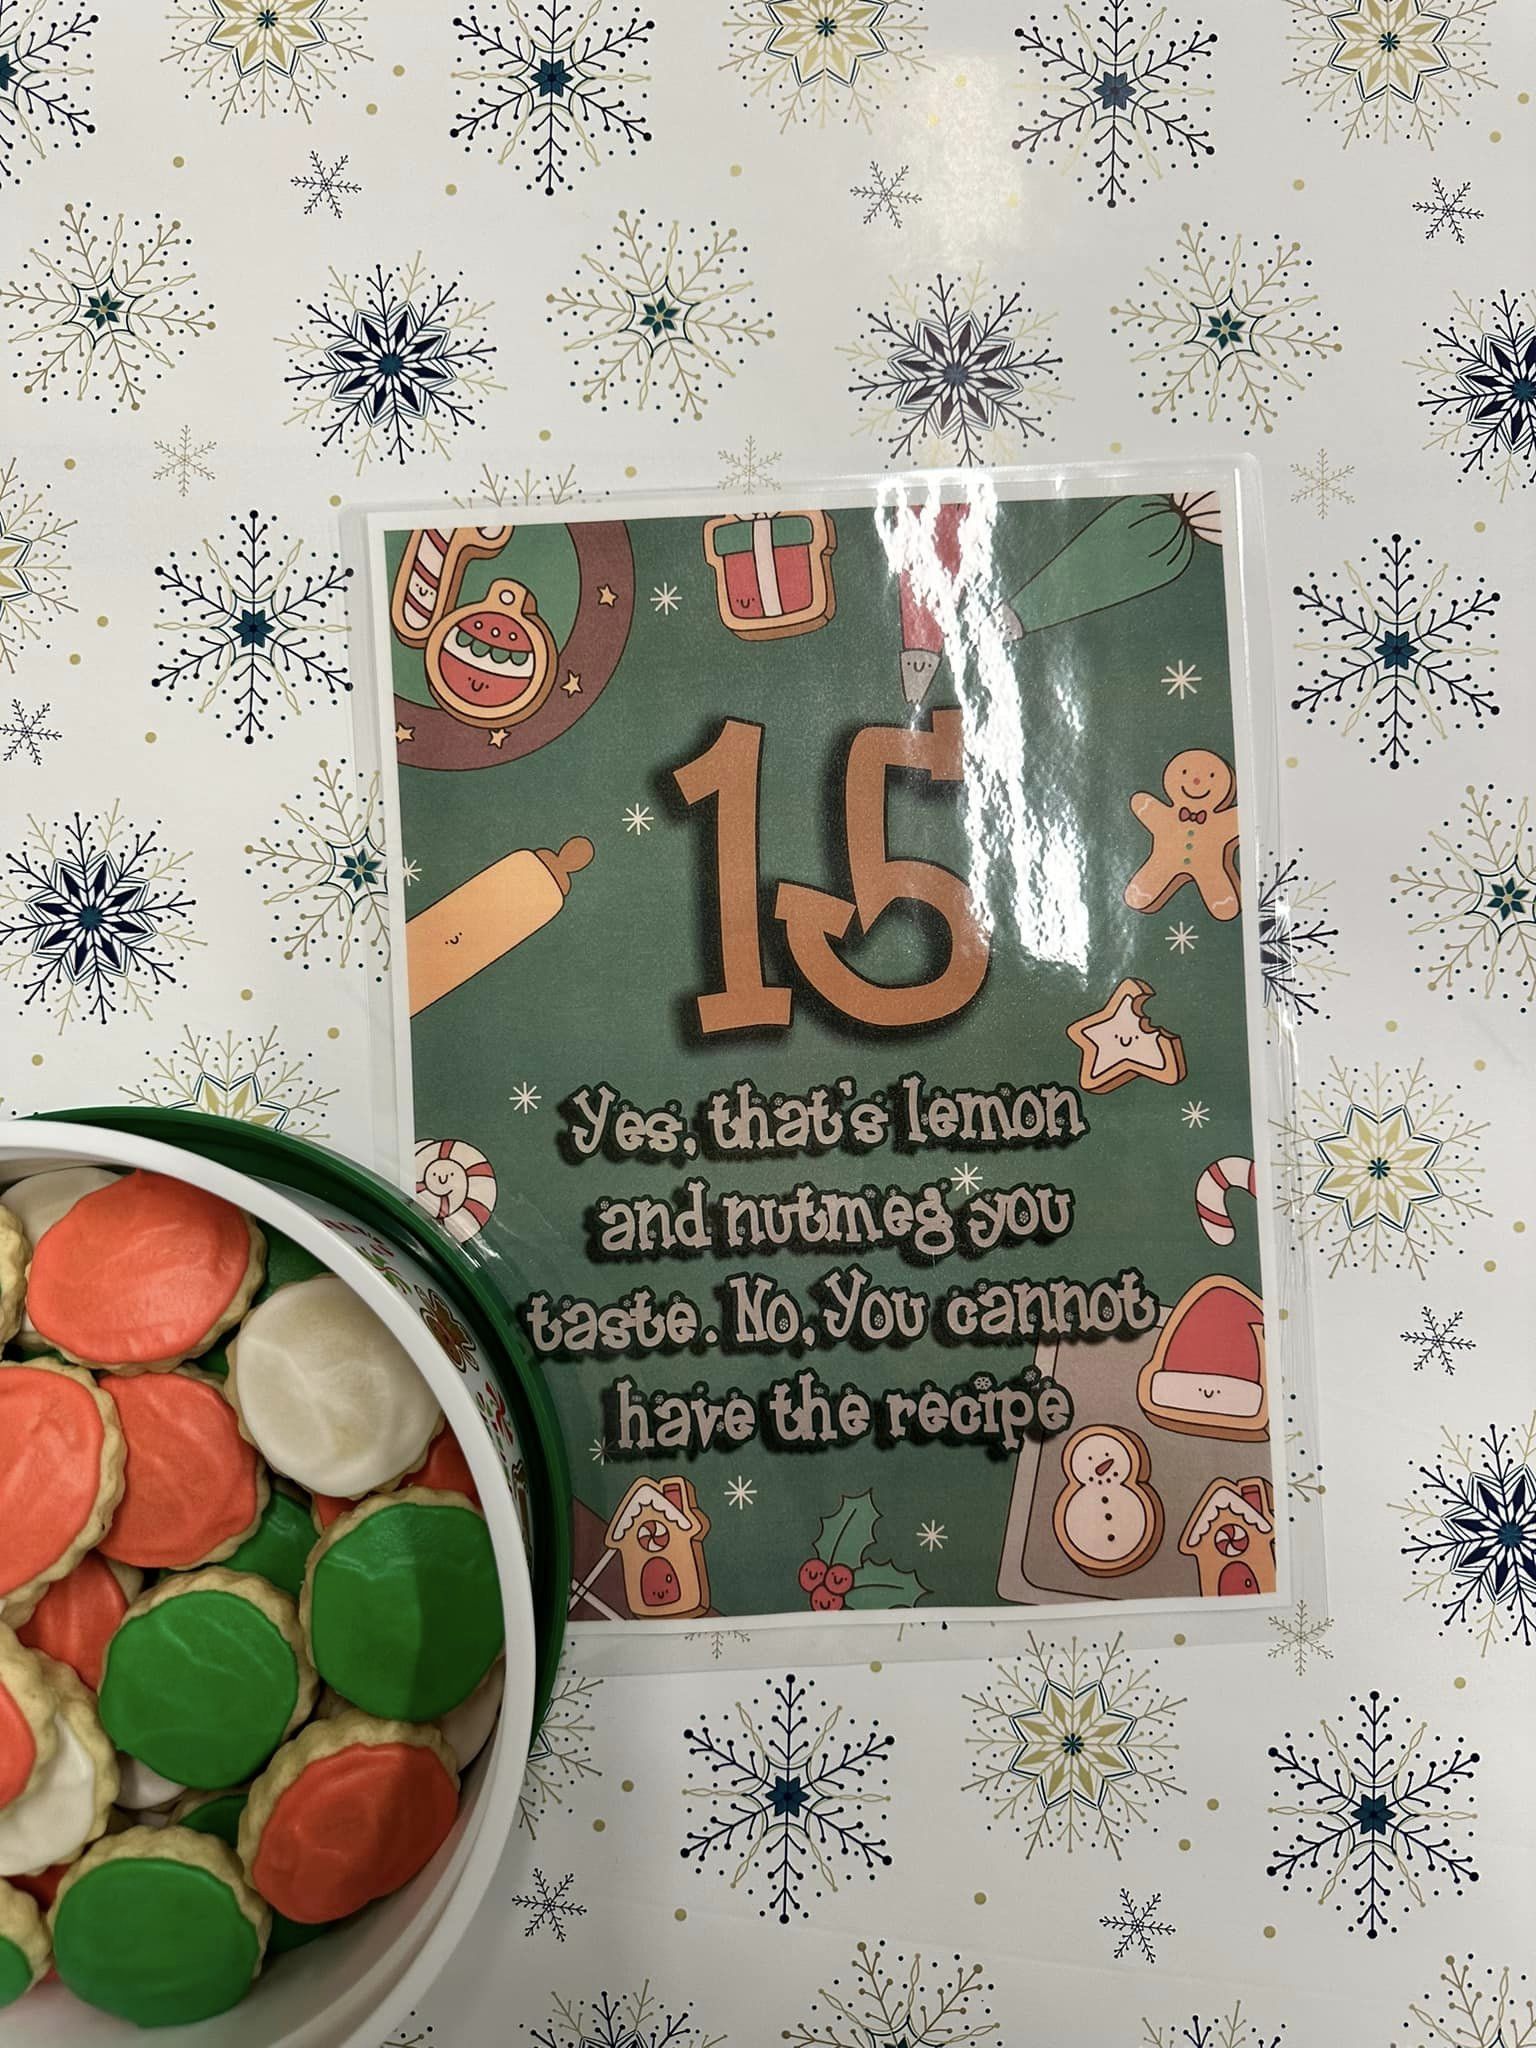 15
Yes, that's lemon
and nutmeg you
taste. No, You cannot
have the recipe